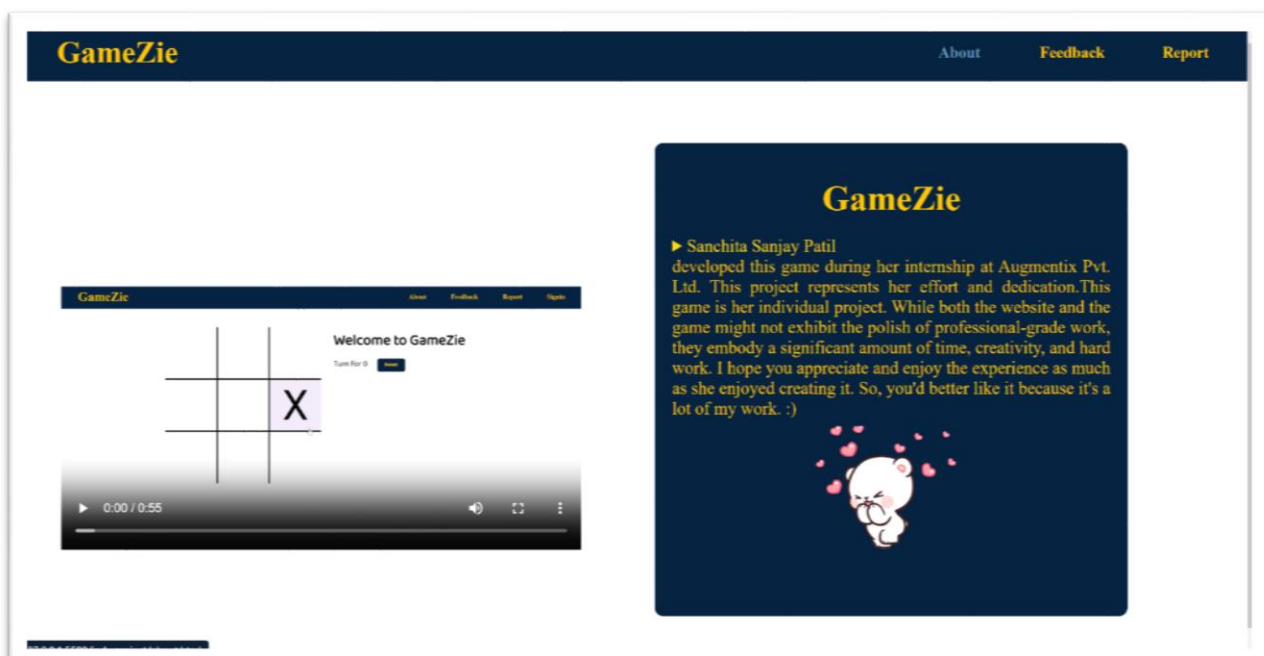 GameZie
About Feedback Report
GameZie
▶ Sanchita Sanjay Patil
developed this game during her internship at Augmentix Pvt.
Ltd. This project represents her effort and dedication.This
game is her individual project. While both the website and the
game might not exhibit the polish of professional-grade work,
they embody a significant amount of time, creativity, and hard
work. I hope you appreciate and enjoy the experience as much
as she enjoyed creating it. So, you'd better like it because it's a
lot of my work. :)
GameZie
About Feedback Report Signin
Welcome to GameZie
Turn For 0
X
0:00 / 0:55